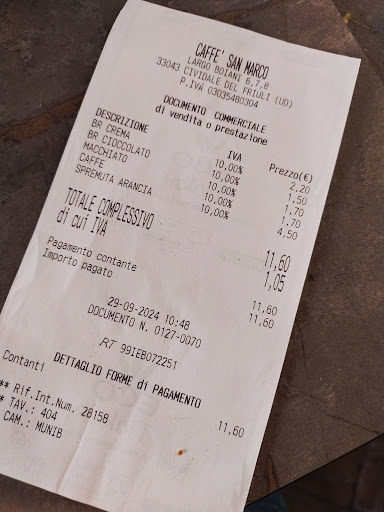 CAFFE' SAN MARCO
LARGO BOIANI 6,7,8
33043 CIVIDALE DEL FRIULI (UD)
P.IVA 03035480304
DOCUMENTO COMMERCIALE
di vendita o prestazione
DESCRIZIONE IVA Prezzo(€)
BR CREMA 10,00% 2,20
BR CIOCCOLATO 10,00% 1,50
MACCHIATO 10,00% 1,70
CAFFE 10,00% 1,70
SPREMUTA ARANCIA 10,00% 4,50
TOTALE COMPLESSIVO 11,60
di cui IVA 1,05
Pagamento contante 11,60
Importo pagato 11,60
29-09-2024 10:48
DOCUMENTO N. 0127-0070
RT 99IEB072251
DETTAGLIO FORME di PAGAMENTO
Contanti 11,60
** Rif.Int.Num. 28158
* TAV.: 404
CAM.: MUNIB